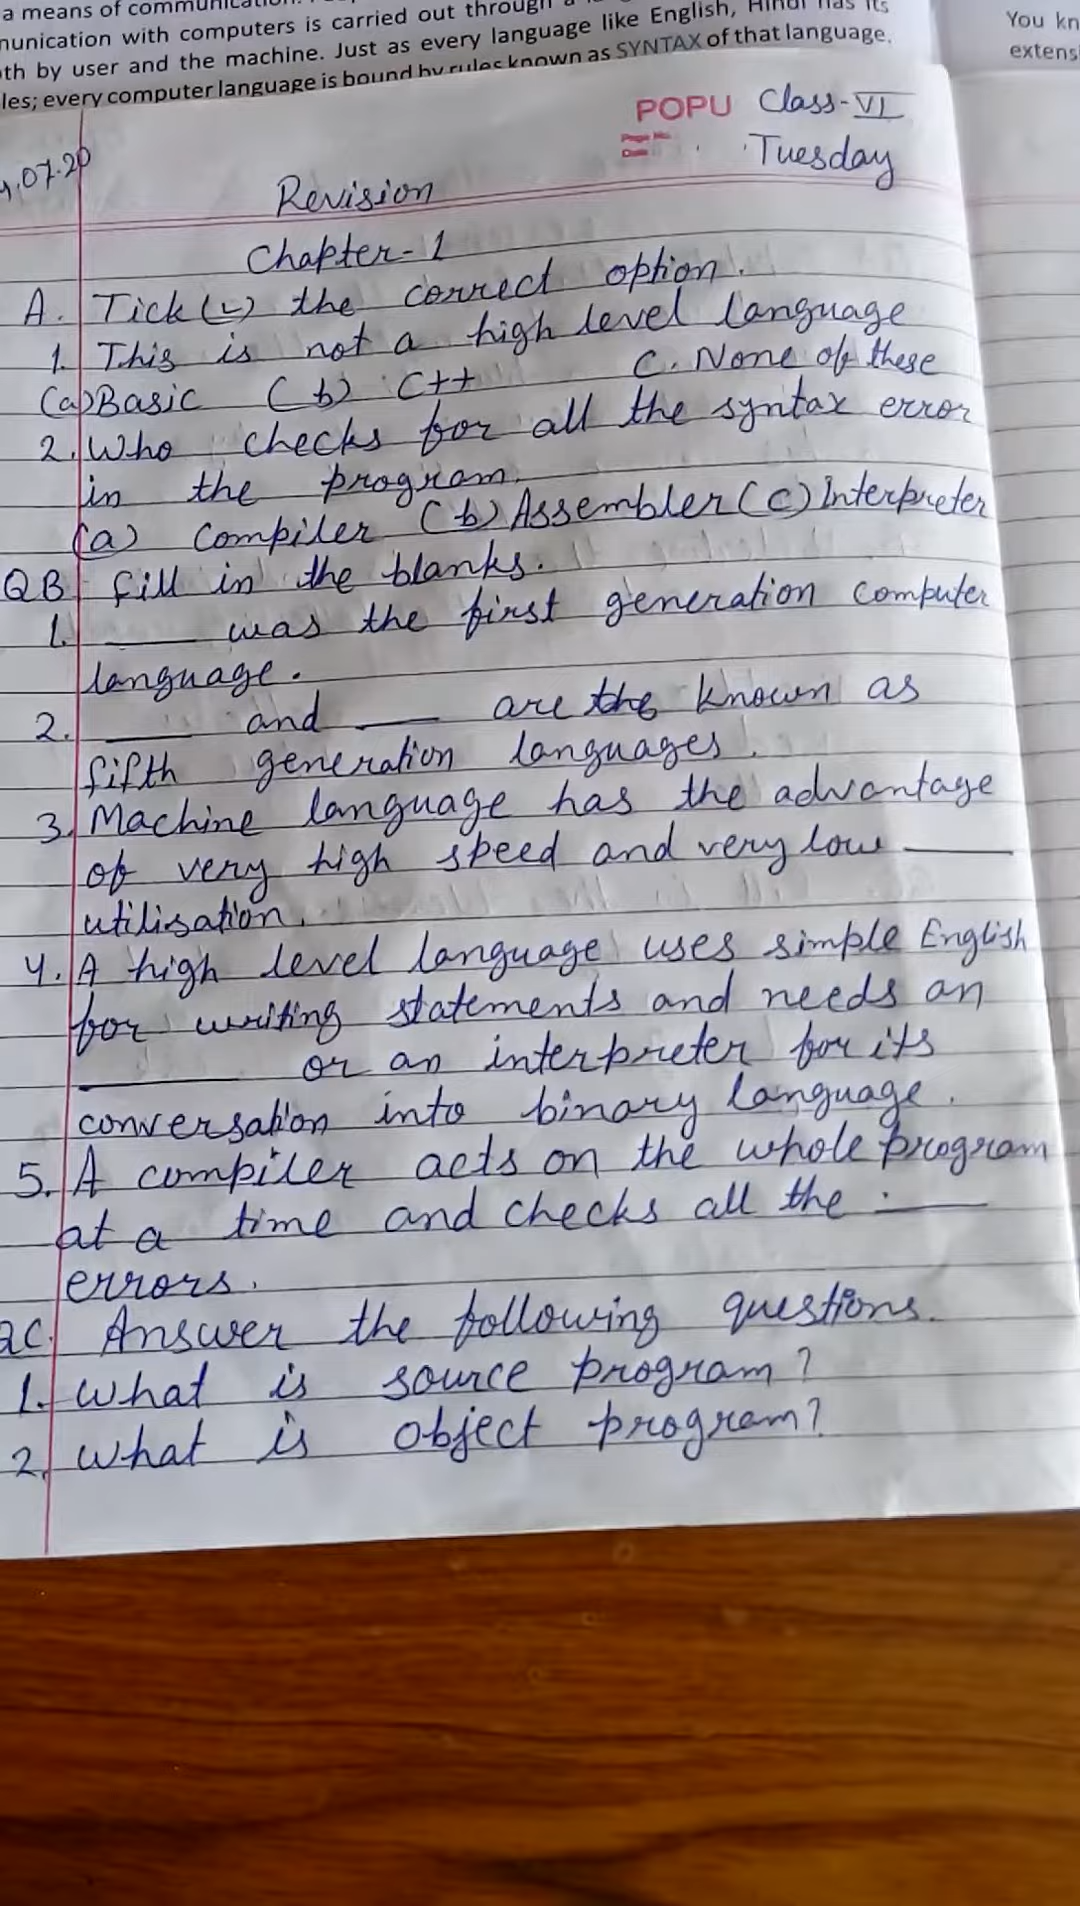 a means of communication.
munication with computers is carried out through a
th by user and the machine. Just as every language like English, Hindi has its
les; every computer language is bound by rules known as SYNTAX of that language.
You kn
extens
POPU Class-VI
Page No.
Date
.07.20 Tuesday
Revision
Chapter-1
A. Tick (✓) the correct option.
1. This is not a high level language
(a) Basic (b) C++ C. None of these
2. Who checks for all the syntax error
in the program.
(a) Compiler (b) Assembler (c) Interpreter
QB fill in the blanks.
1. ____ was the first generation computer
language.
2. ____ and ____ are the known as
fifth generation languages.
3. Machine language has the advantage
of very high speed and very low ____
utilisation.
4. A high level language uses simple English
for writing statements and needs an
____ or an interpreter for its
conversation into binary language.
5. A compiler acts on the whole program
at a time and checks all the ____
errors.
QC. Answer the following questions.
1. What is source program?
2. What is object program?